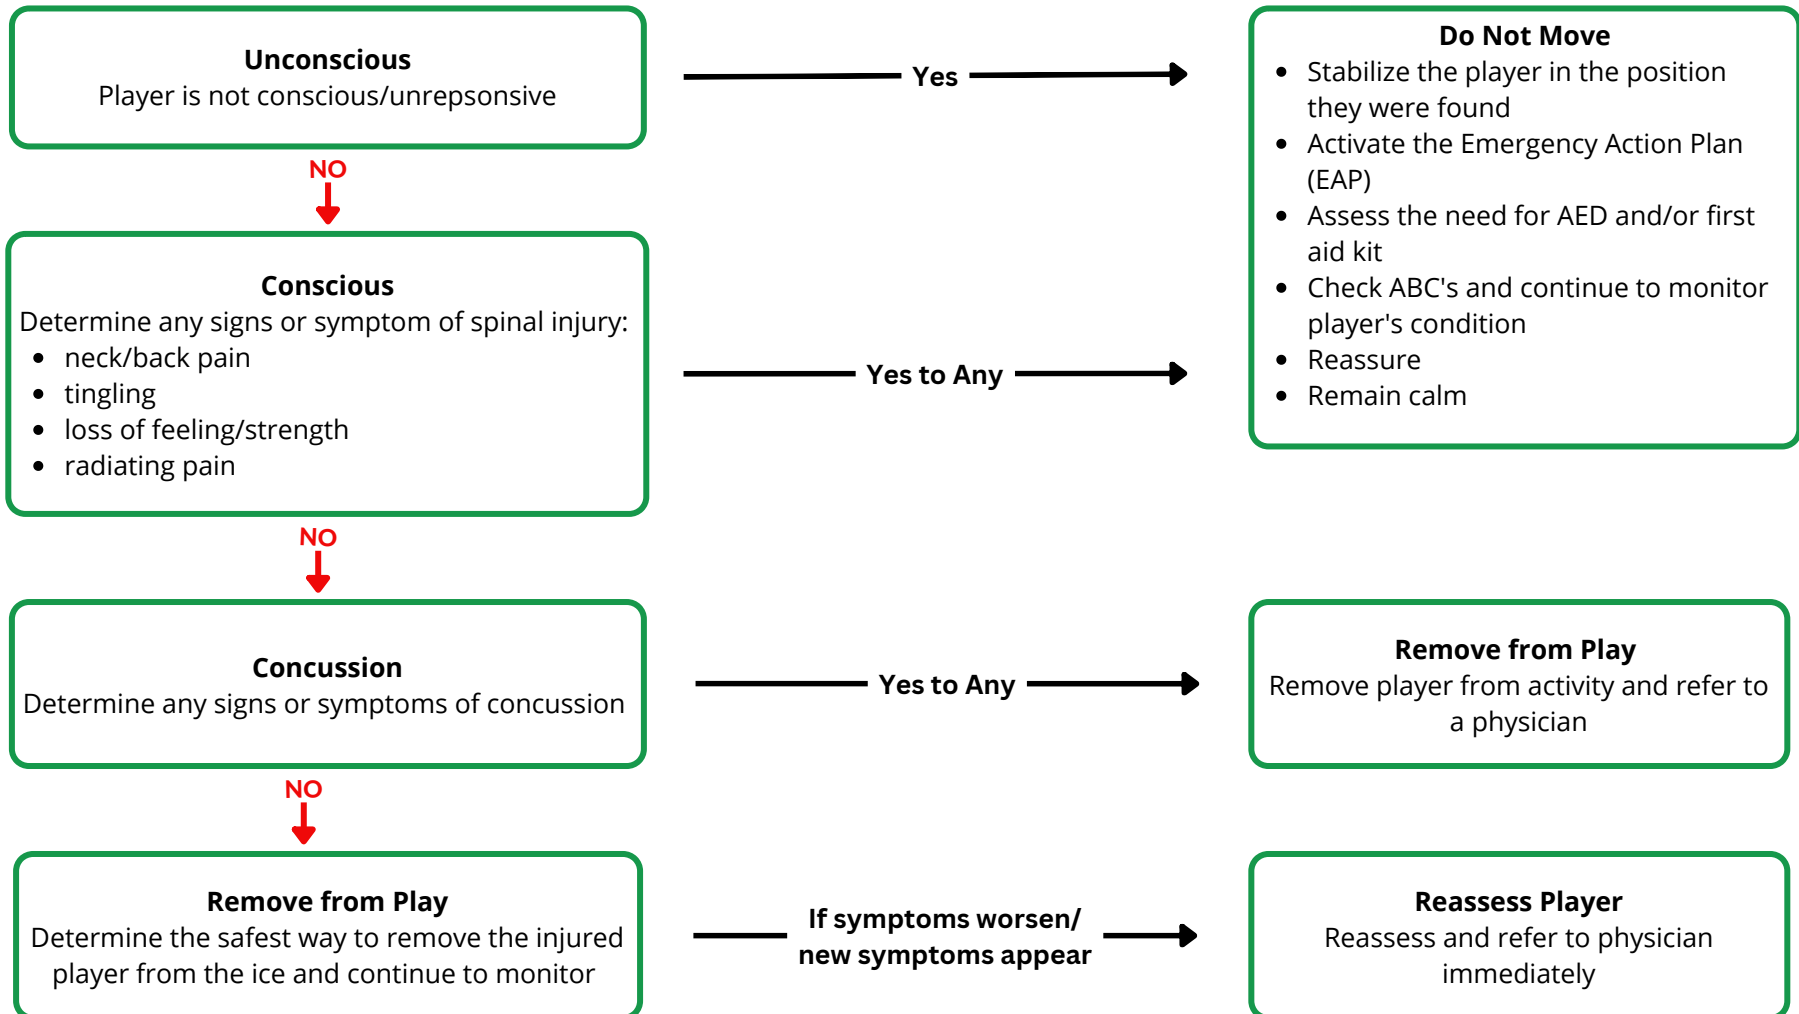 Unconscious
Player is not conscious/unrepsonsive
Yes
Do Not Move
• Stabilize the player in the position
they were found
• Activate the Emergency Action Plan
(EAP)
• Assess the need for AED and/or first
aid kit
• Check ABC's and continue to monitor
player's condition
• Reassure
• Remain calm
NO
Conscious
Determine any signs or symptom of spinal injury:
• neck/back pain
• tingling
• loss of feeling/strength
• radiating pain
Yes to Any
NO
Concussion
Determine any signs or symptoms of concussion
Yes to Any
Remove from Play
Remove player from activity and refer to
a physician
NO
Remove from Play
Determine the safest way to remove the injured
player from the ice and continue to monitor
If symptoms worsen/
new symptoms appear
Reassess Player
Reassess and refer to physician
immediately